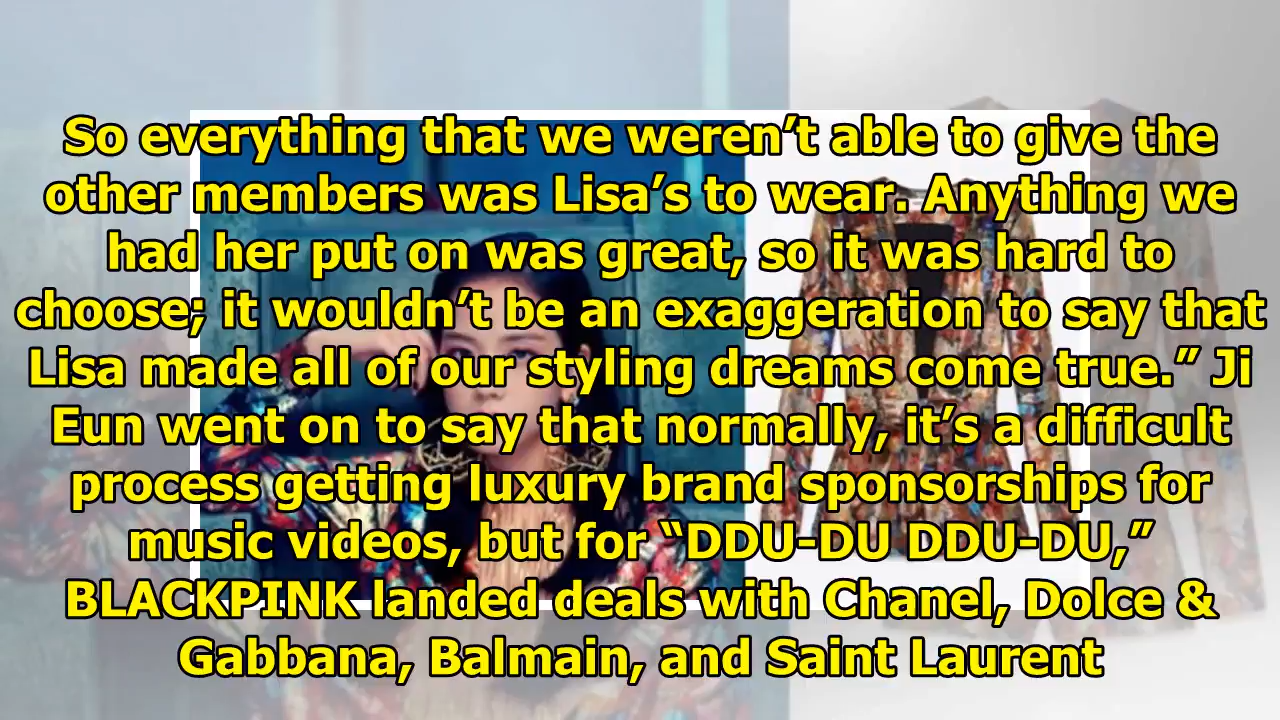 So everything that we weren’t able to give the
other members was Lisa’s to wear. Anything we
had her put on was great, so it was hard to
choose; it wouldn’t be an exaggeration to say that
Lisa made all of our styling dreams come true.” Ji
Eun went on to say that normally, it’s a difficult
process getting luxury brand sponsorships for
music videos, but for “DDU-DU DDU-DU,”
BLACKPINK landed deals with Chanel, Dolce &
Gabbana, Balmain, and Saint Laurent